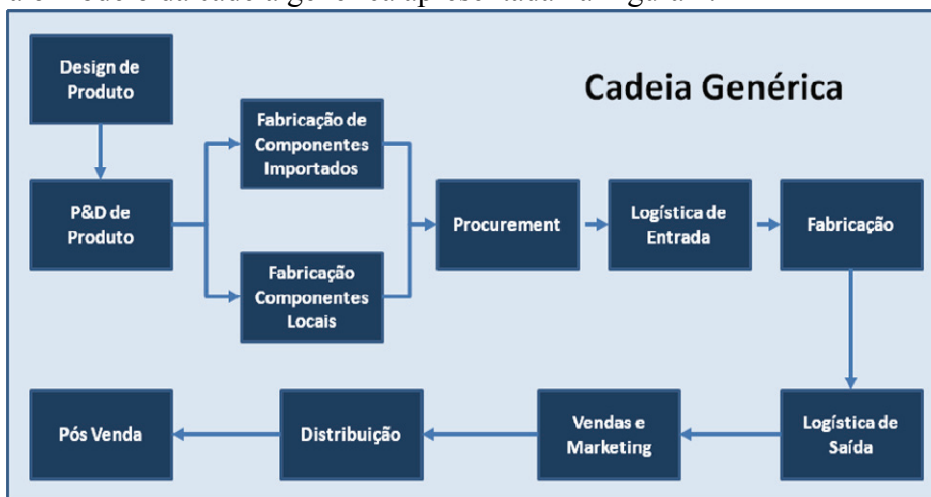 Cadeia Genérica
Design de
Produto
P&D de
Produto
Fabricação de
Componentes
Importados
Fabricação
Componentes
Locais
Procurement
Logística de
Entrada
Fabricação
Logística de
Saída
Vendas e
Marketing
Distribuição
Pós Venda